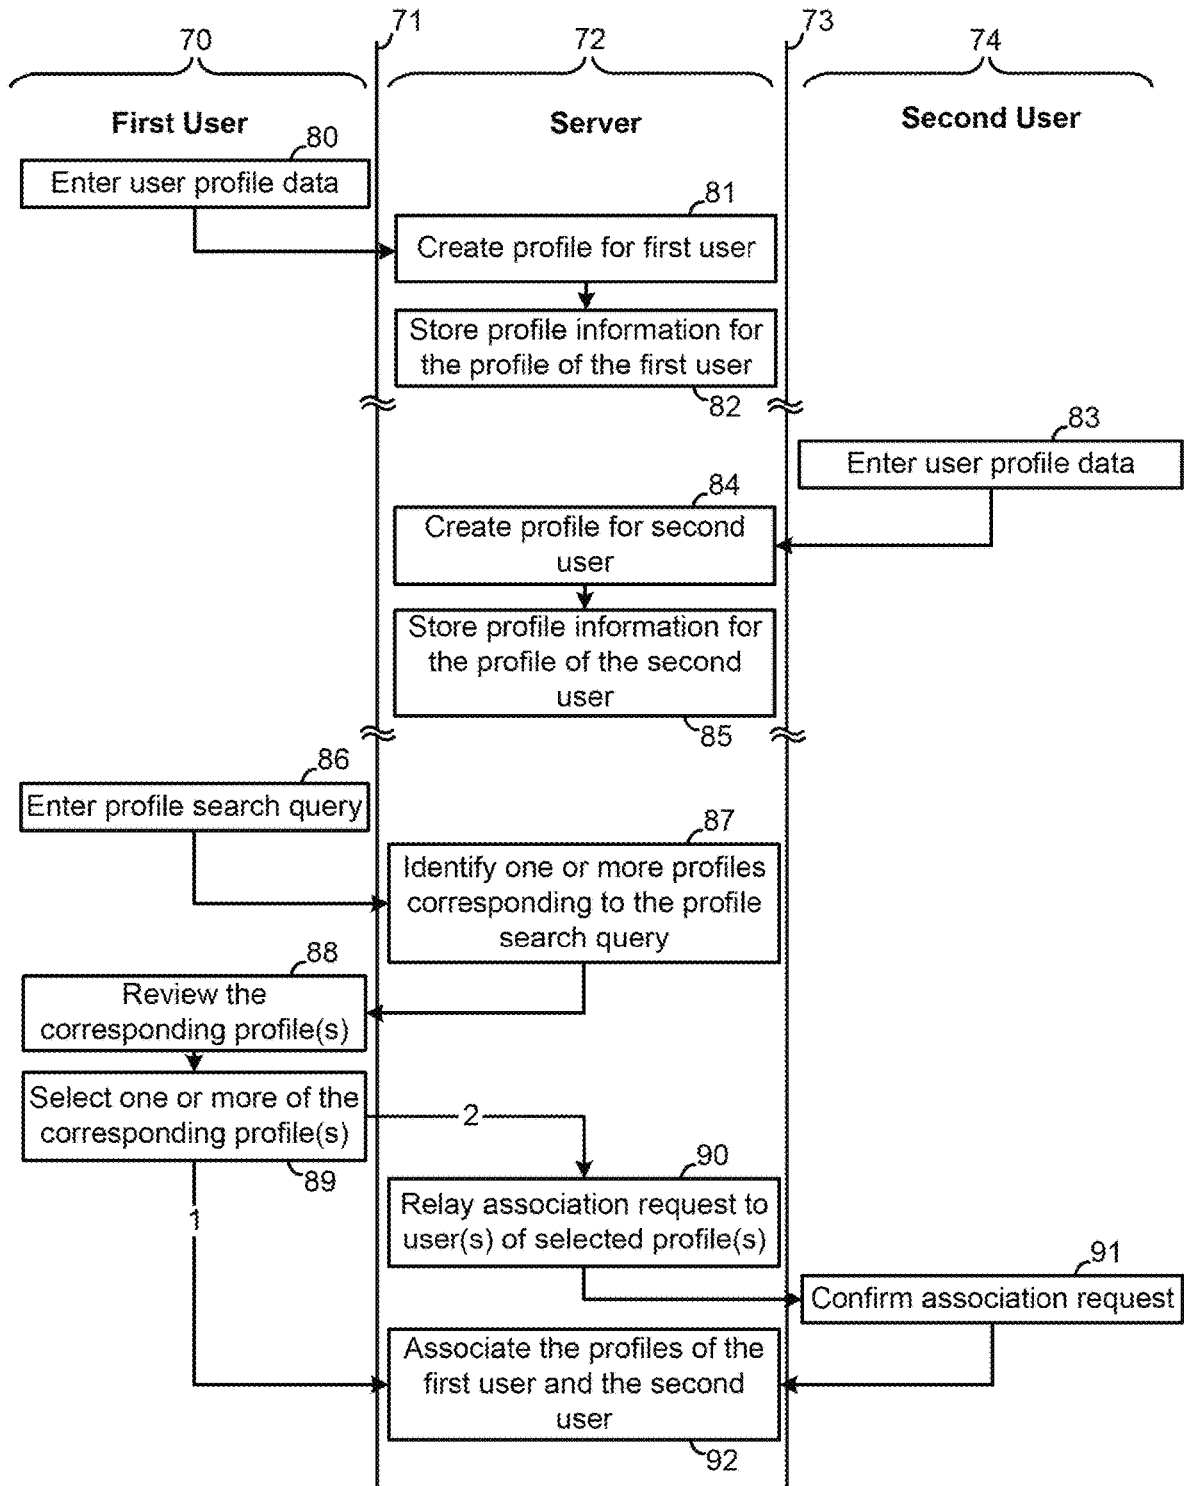 71
73
70
72
74
First User
Server
Second User
80
Enter user profile data
81
Create profile for first user
Store profile information for
the profile of the first user
82
83
Enter user profile data
84
Create profile for second
user
Store profile information for
the profile of the second
user
85
86
Enter profile search query
87
Identify one or more profiles
corresponding to the profile
search query
88
Review the
corresponding profile(s)
Select one or more of the
corresponding profile(s)
2
89
90
1
Relay association request to
user(s) of selected profile(s)
91
Confirm association request
Associate the profiles of the
first user and the second
user
92